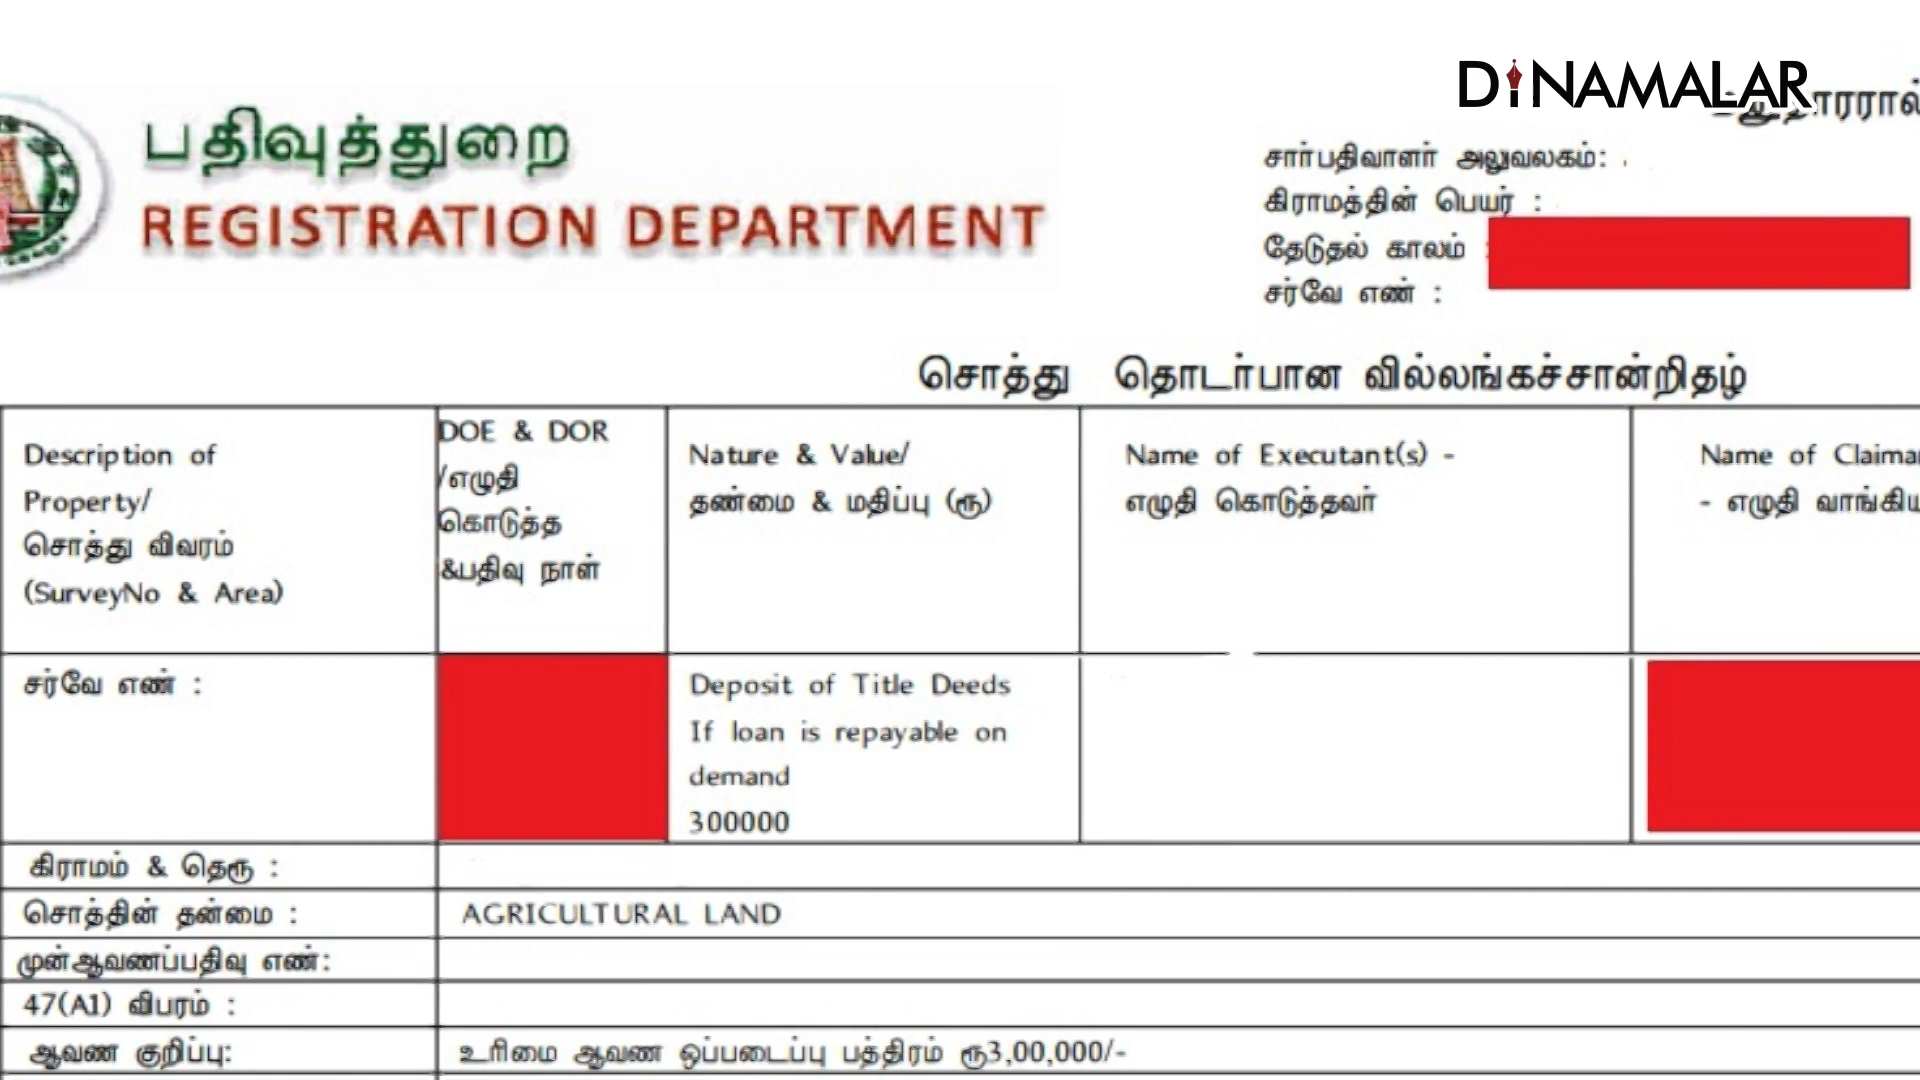 DINAMALAR
பதிவுத்துறை
REGISTRATION DEPARTMENT
சார்பதிவாளர் அலுவலகம்:
கிராமத்தின் பெயர் :
தேடுதல் காலம் :
சர்வே எண் :
சொத்து தொடர்பான வில்லங்கச்சான்றிதழ்
Description of
Property/
சொத்து விவரம்
(SurveyNo & Area)
DOE & DOR
/எழுதி
கொடுத்த
&பதிவு நாள்
Nature & Value/
தண்மை & மதிப்பு (ரூ)
Name of Executant(s) -
எழுதி கொடுத்தவர்
Name of
- எழுதி
சர்வே எண் :
Deposit of Title Deeds
If loan is repayable on
demand
300000
கிராமம் & தெரு :
சொத்தின் தன்மை :
AGRICULTURAL LAND
முன்ஆவணப்பதிவு எண்:
47(A1) விபரம் :
ஆவண குறிப்பு:
உரிமை ஆவண ஒப்படைப்பு பத்திரம் ரூ3,00,000/-